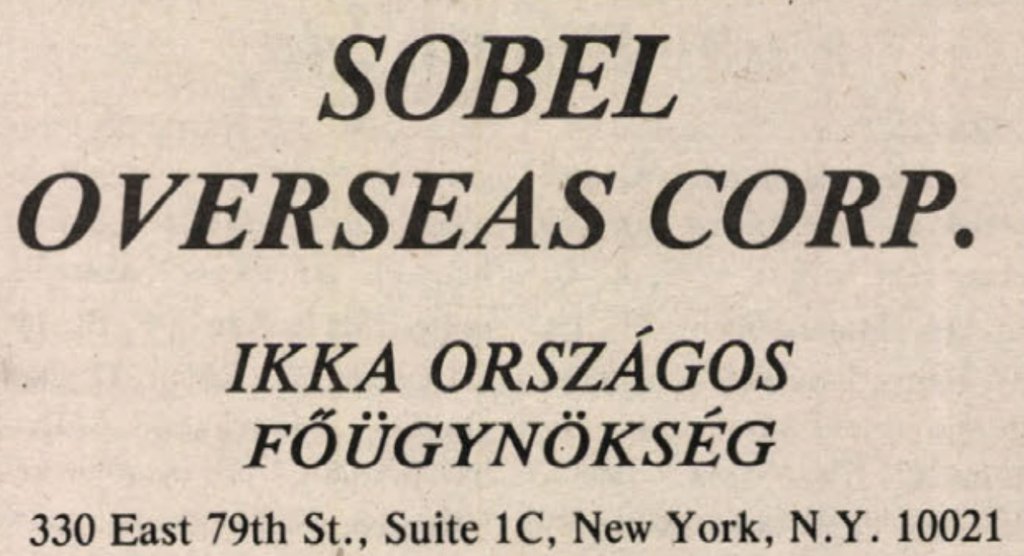 SOBEL
OVERSEAS CORP.
IKKA ORSZÁGOS
FŐÜGYNÖKSÉG
330 East 79th St., Suite 1C, New York, N.Y. 10021